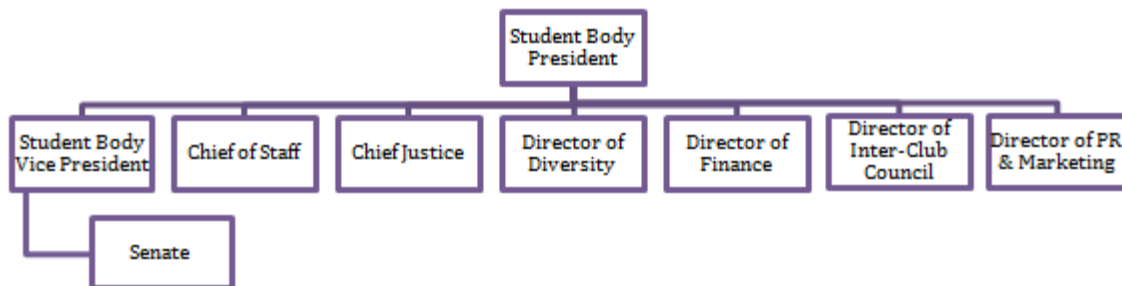 Student Body
President
Student Body
Vice President
Chief of Staff
Chief Justice
Director of
Diversity
Director of
Finance
Director of
Inter-Club
Council
Director of PR
& Marketing
Senate